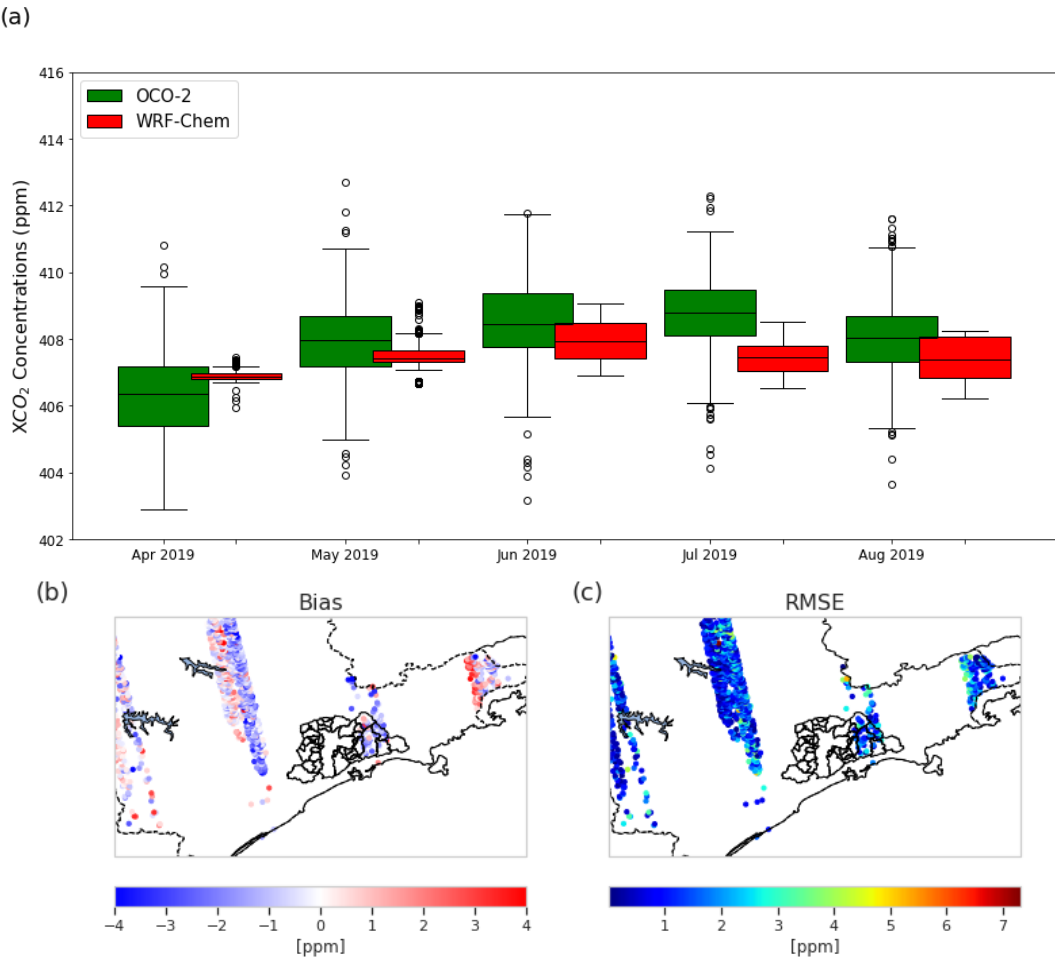 (a)
416
414
412
410
408
406
404
402
XCO₂ Concentrations (ppm)
OCO-2
WRF-Chem
Apr 2019
May 2019
Jun 2019
Jul 2019
Aug 2019
(b)
Bias
−4
−3
−2
−1
0
1
2
3
4
[ppm]
(c)
RMSE
1
2
3
4
5
6
7
[ppm]